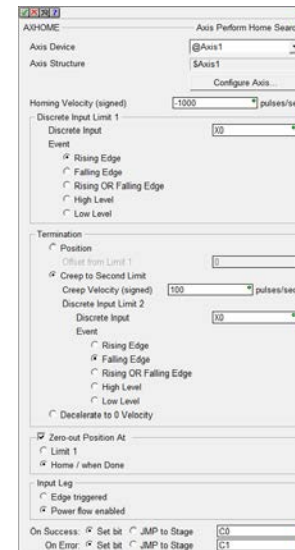 AXHOME Axis Perform Home Searc
Axis Device @Axis1
Axis Structure $Axis1
Configure Axis...
Homing Velocity (signed) -1000 pulses/se
Discrete Input Limit 1
Discrete Input X0
Event
Rising Edge
Falling Edge
Rising OR Falling Edge
High Level
Low Level
Termination
Position
Offset from Limit 1 0
Creep to Second Limit
Creep Velocity (signed) 100 pulses/sec
Discrete Input Limit 2
Discrete Input X0
Event
Rising Edge
Falling Edge
Rising OR Falling Edge
High Level
Low Level
Decelerate to 0 Velocity
Zero-out Position At
Limit 1
Home / when Done
Input Leg
Edge triggered
Power flow enabled
On Success: Set bit JMP to Stage C0
On Error: Set bit JMP to Stage C1